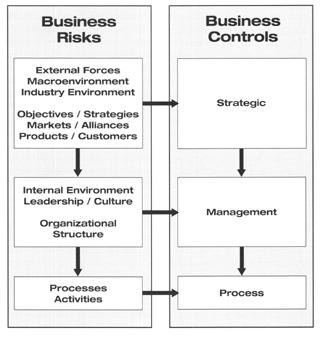 Business
Risks
External Forces
Macroenvironment
Industry Environment
Objectives / Strategies
Markets / Alliances
Products / Customers
Internal Environment
Leadership / Culture
Organizational
Structure
Processes
Activities
Business
Controls
Strategic
Management
Process